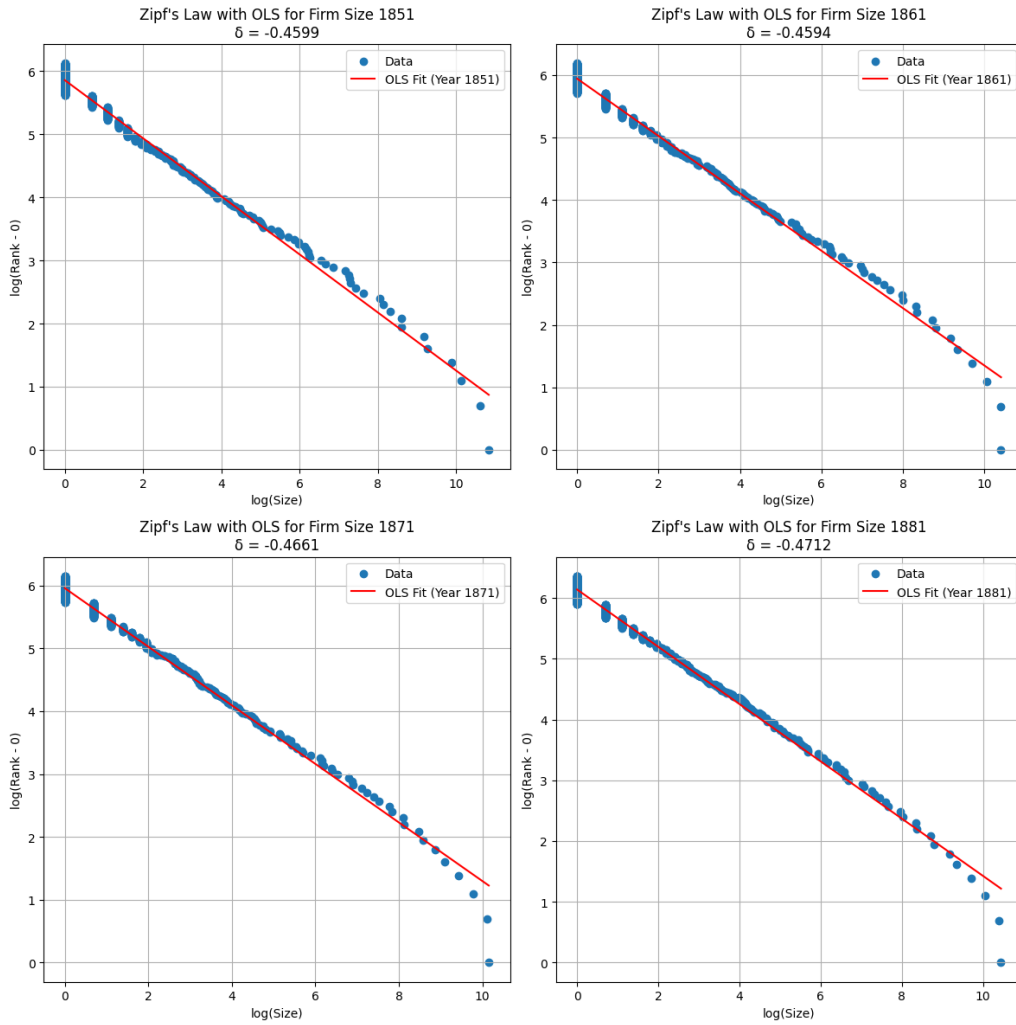 Zipf's Law with OLS for Firm Size 1851
δ = -0.4599
Data
OLS Fit (Year 1851)
log(Rank - 0)
6
5
4
3
2
1
0
0 2 4 6 8 10
log(Size)
Zipf's Law with OLS for Firm Size 1861
δ = -0.4594
Data
OLS Fit (Year 1861)
log(Rank - 0)
6
5
4
3
2
1
0
0 2 4 6 8 10
log(Size)
Zipf's Law with OLS for Firm Size 1871
δ = -0.4661
Data
OLS Fit (Year 1871)
log(Rank - 0)
6
5
4
3
2
1
0
0 2 4 6 8 10
log(Size)
Zipf's Law with OLS for Firm Size 1881
δ = -0.4712
Data
OLS Fit (Year 1881)
log(Rank - 0)
6
5
4
3
2
1
0
0 2 4 6 8 10
log(Size)